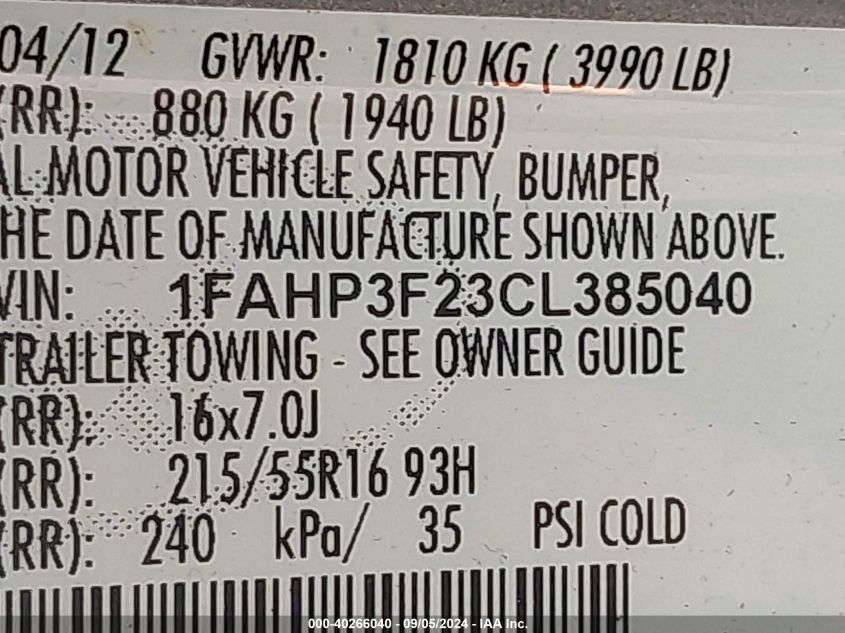 04/12 GVWR: 1810 KG ( 3990 LB)
(RR): 880 KG ( 1940 LB)
AL MOTOR VEHICLE SAFETY, BUMPER,
HE DATE OF MANUFACTURE SHOWN ABOVE.
VIN: 1FAHP3F23CL385040
TRAILER TOWING - SEE OWNER GUIDE
(RR): 16x7.0J
(RR): 215/55R16 93H
(RR): 240 kPa/ 35 PSI COLD
000-40266040 - 09/05/2024 - IAA Inc.